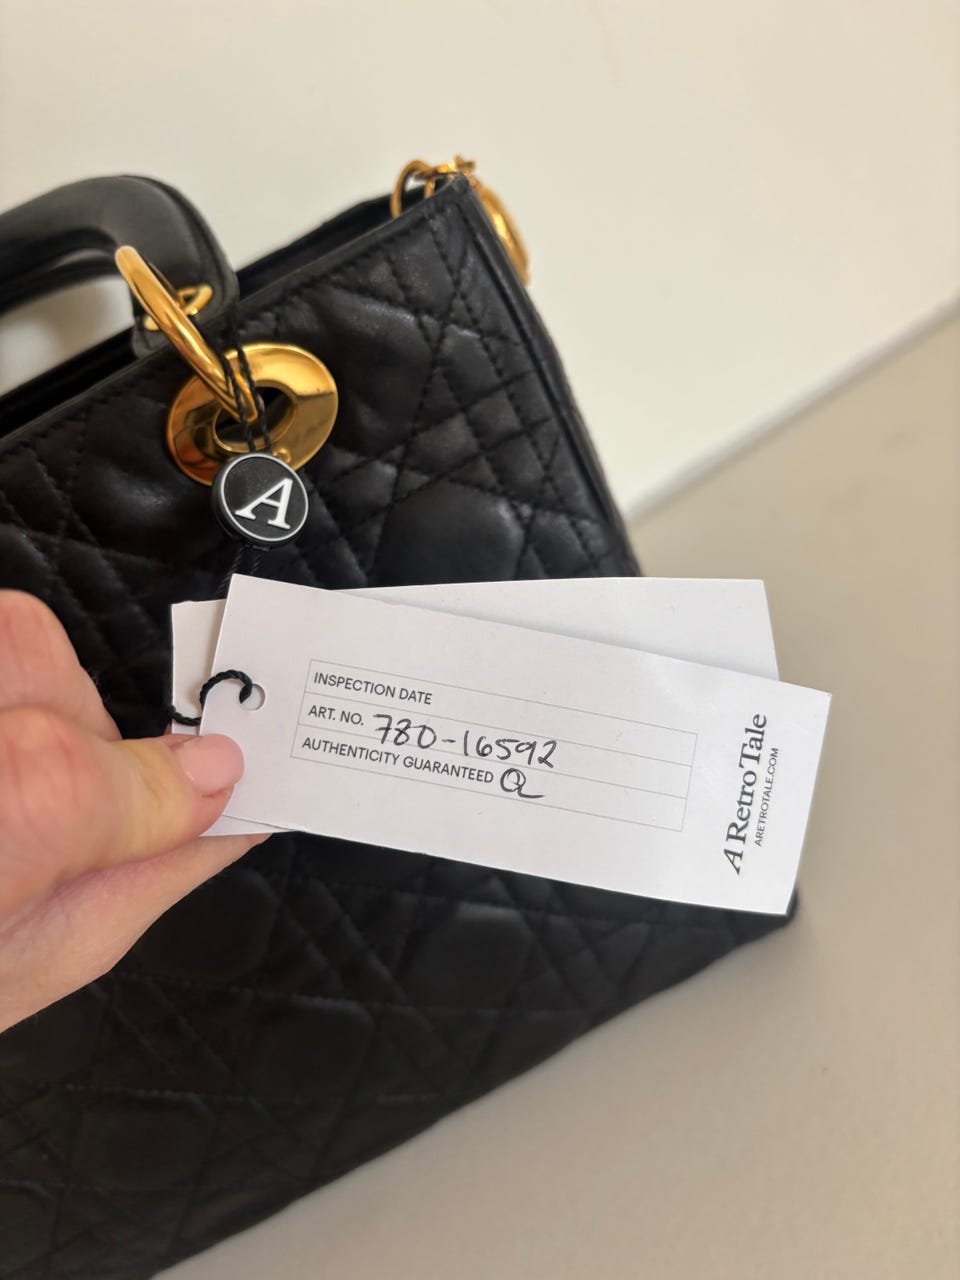 A
INSPECTION DATE
ART. NO. 780-16592
AUTHENTICITY GUARANTEED
A Retro Tale
ARETROTALE.COM